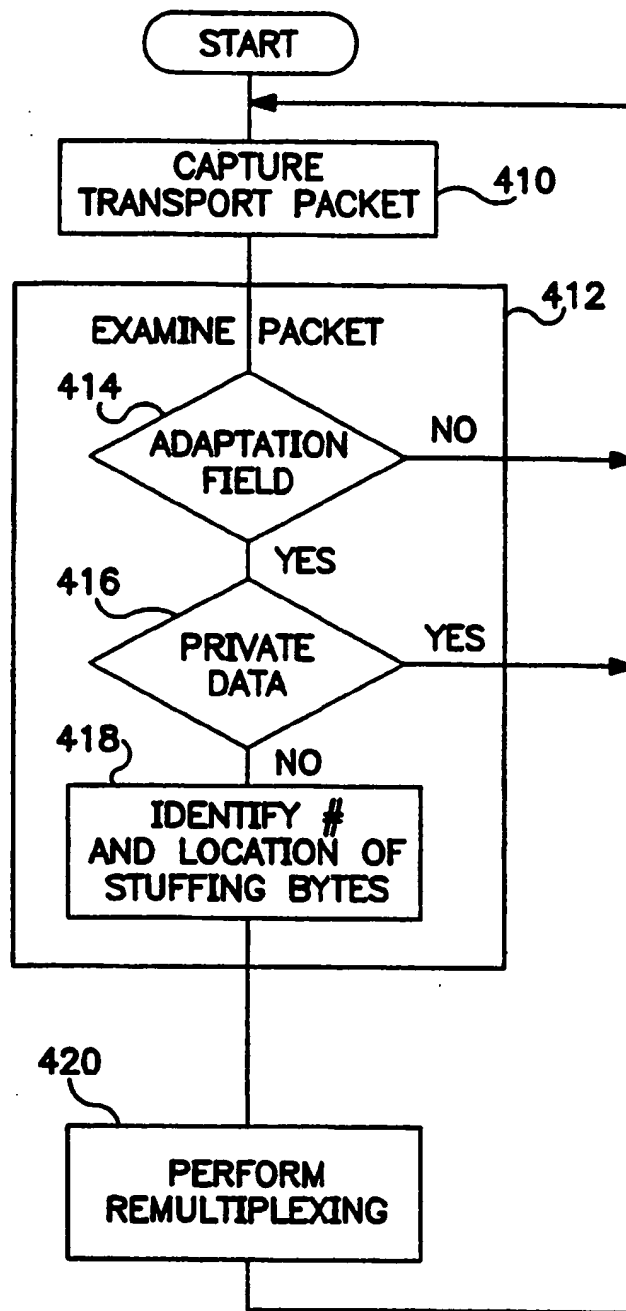 START
CAPTURE
TRANSPORT PACKET
410
412
EXAMINE PACKET
414
ADAPTATION
FIELD
NO
YES
416
PRIVATE
DATA
YES
418
NO
IDENTIFY #
AND LOCATION OF
STUFFING BYTES
420
PERFORM
REMULTIPLEXING